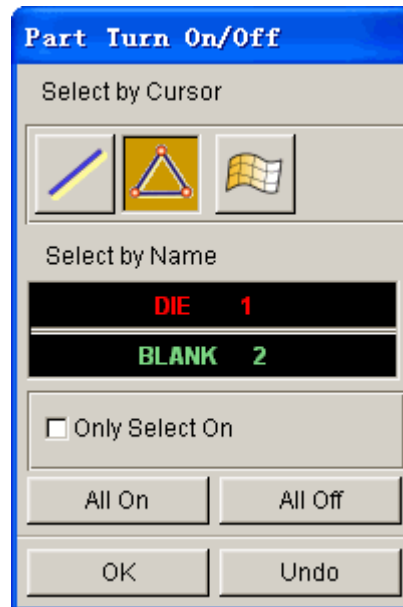 Part Turn On/Off
Select by Cursor
Select by Name
DIE 1
BLANK 2
Only Select On
All On All Off
OK Undo